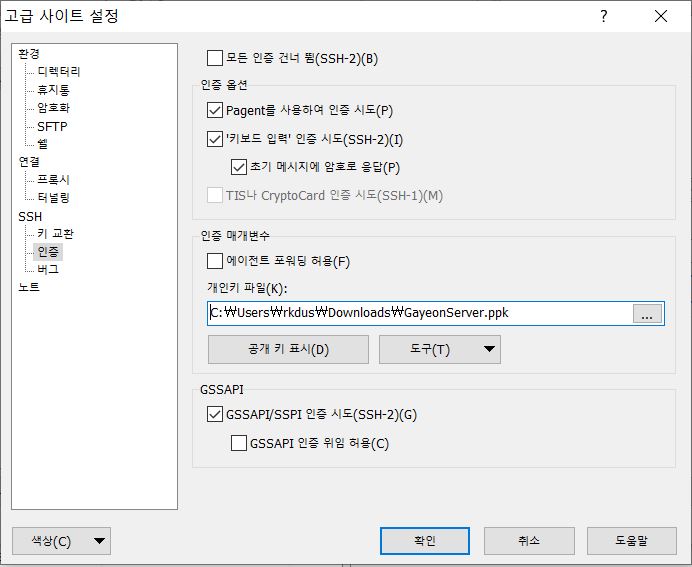 고급 사이트 설정
?
환경
디렉터리
휴지통
암호화
SFTP
쉘
연결
프록시
터널링
SSH
키 교환
인증
버그
노트
모든 인증 건너 뜀(SSH-2)(B)
인증 옵션
Pagent를 사용하여 인증 시도(P)
'키보드 입력' 인증 시도(SSH-2)(I)
초기 메시지에 암호로 응답(P)
TIS나 CryptoCard 인증 시도(SSH-1)(M)
인증 매개변수
에이전트 포워딩 허용(F)
개인키 파일(K):
C:₩Users₩rkdus₩Downloads₩GayeonServer.ppk
...
공개 키 표시(D)
도구(T)
GSSAPI
GSSAPI/SSPI 인증 시도(SSH-2)(G)
GSSAPI 인증 위임 허용(C)
색상(C)
확인
취소
도움말